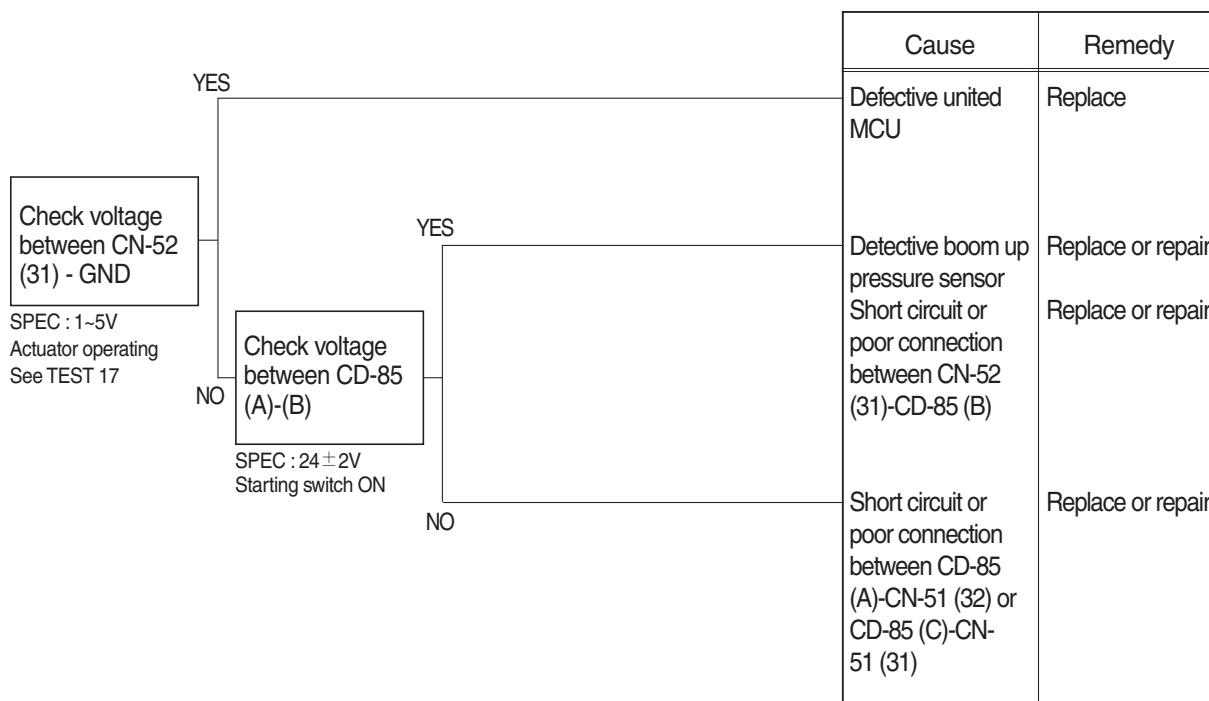 Cause
Remedy
YES
Defective united
MCU
Replace
Check voltage
between CN-52
(31) - GND
SPEC : 1~5V
Actuator operating
See TEST 17
YES
Detective boom up
pressure sensor
Replace or repair
Short circuit or
poor connection
between CN-52
(31)-CD-85 (B)
Replace or repair
NO
Check voltage
between CD-85
(A)-(B)
SPEC : 24±2V
Starting switch ON
NO
Short circuit or
poor connection
between CD-85
(A)-CN-51 (32) or
CD-85 (C)-CN-
51 (31)
Replace or repair